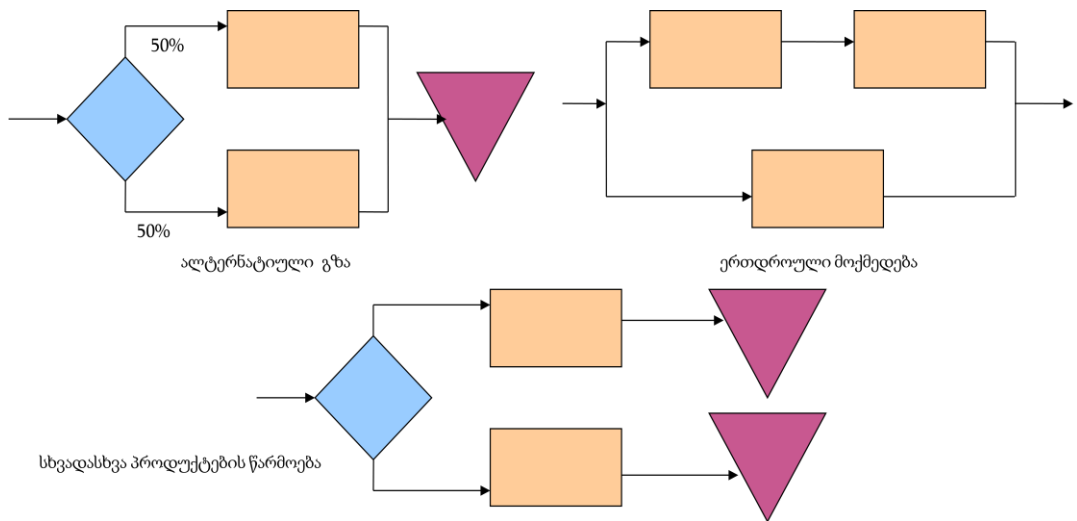 50%
50%
ალტერნატიული გზა
ერთდროული მოქმედება
სხვადასხვა პროდუქტების წარმოება